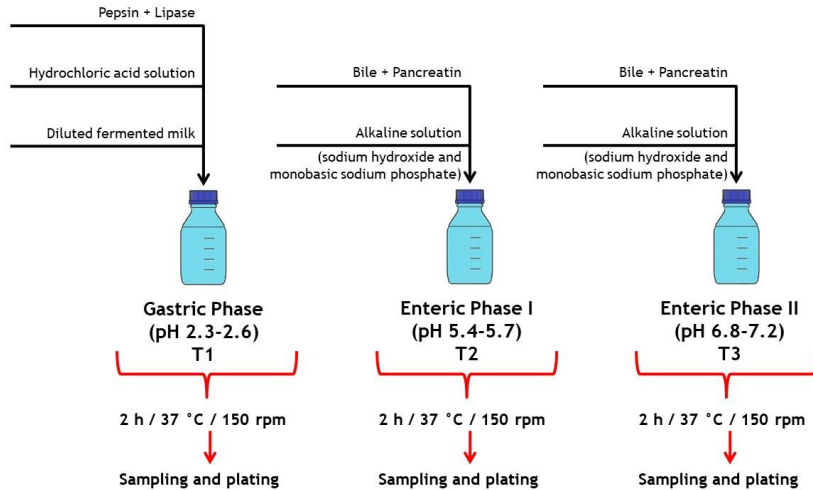 Pepsin + Lipase
Hydrochloric acid solution
Diluted fermented milk
Gastric Phase
(pH 2.3-2.6)
T1
2 h / 37 °C / 150 rpm
Sampling and plating
Bile + Pancreatin
Alkaline solution
(sodium hydroxide and
monobasic sodium phosphate)
Enteric Phase I
(pH 5.4-5.7)
T2
2 h / 37 °C / 150 rpm
Sampling and plating
Bile + Pancreatin
Alkaline solution
(sodium hydroxide and
monobasic sodium phosphate)
Enteric Phase II
(pH 6.8-7.2)
T3
2 h / 37 °C / 150 rpm
Sampling and plating